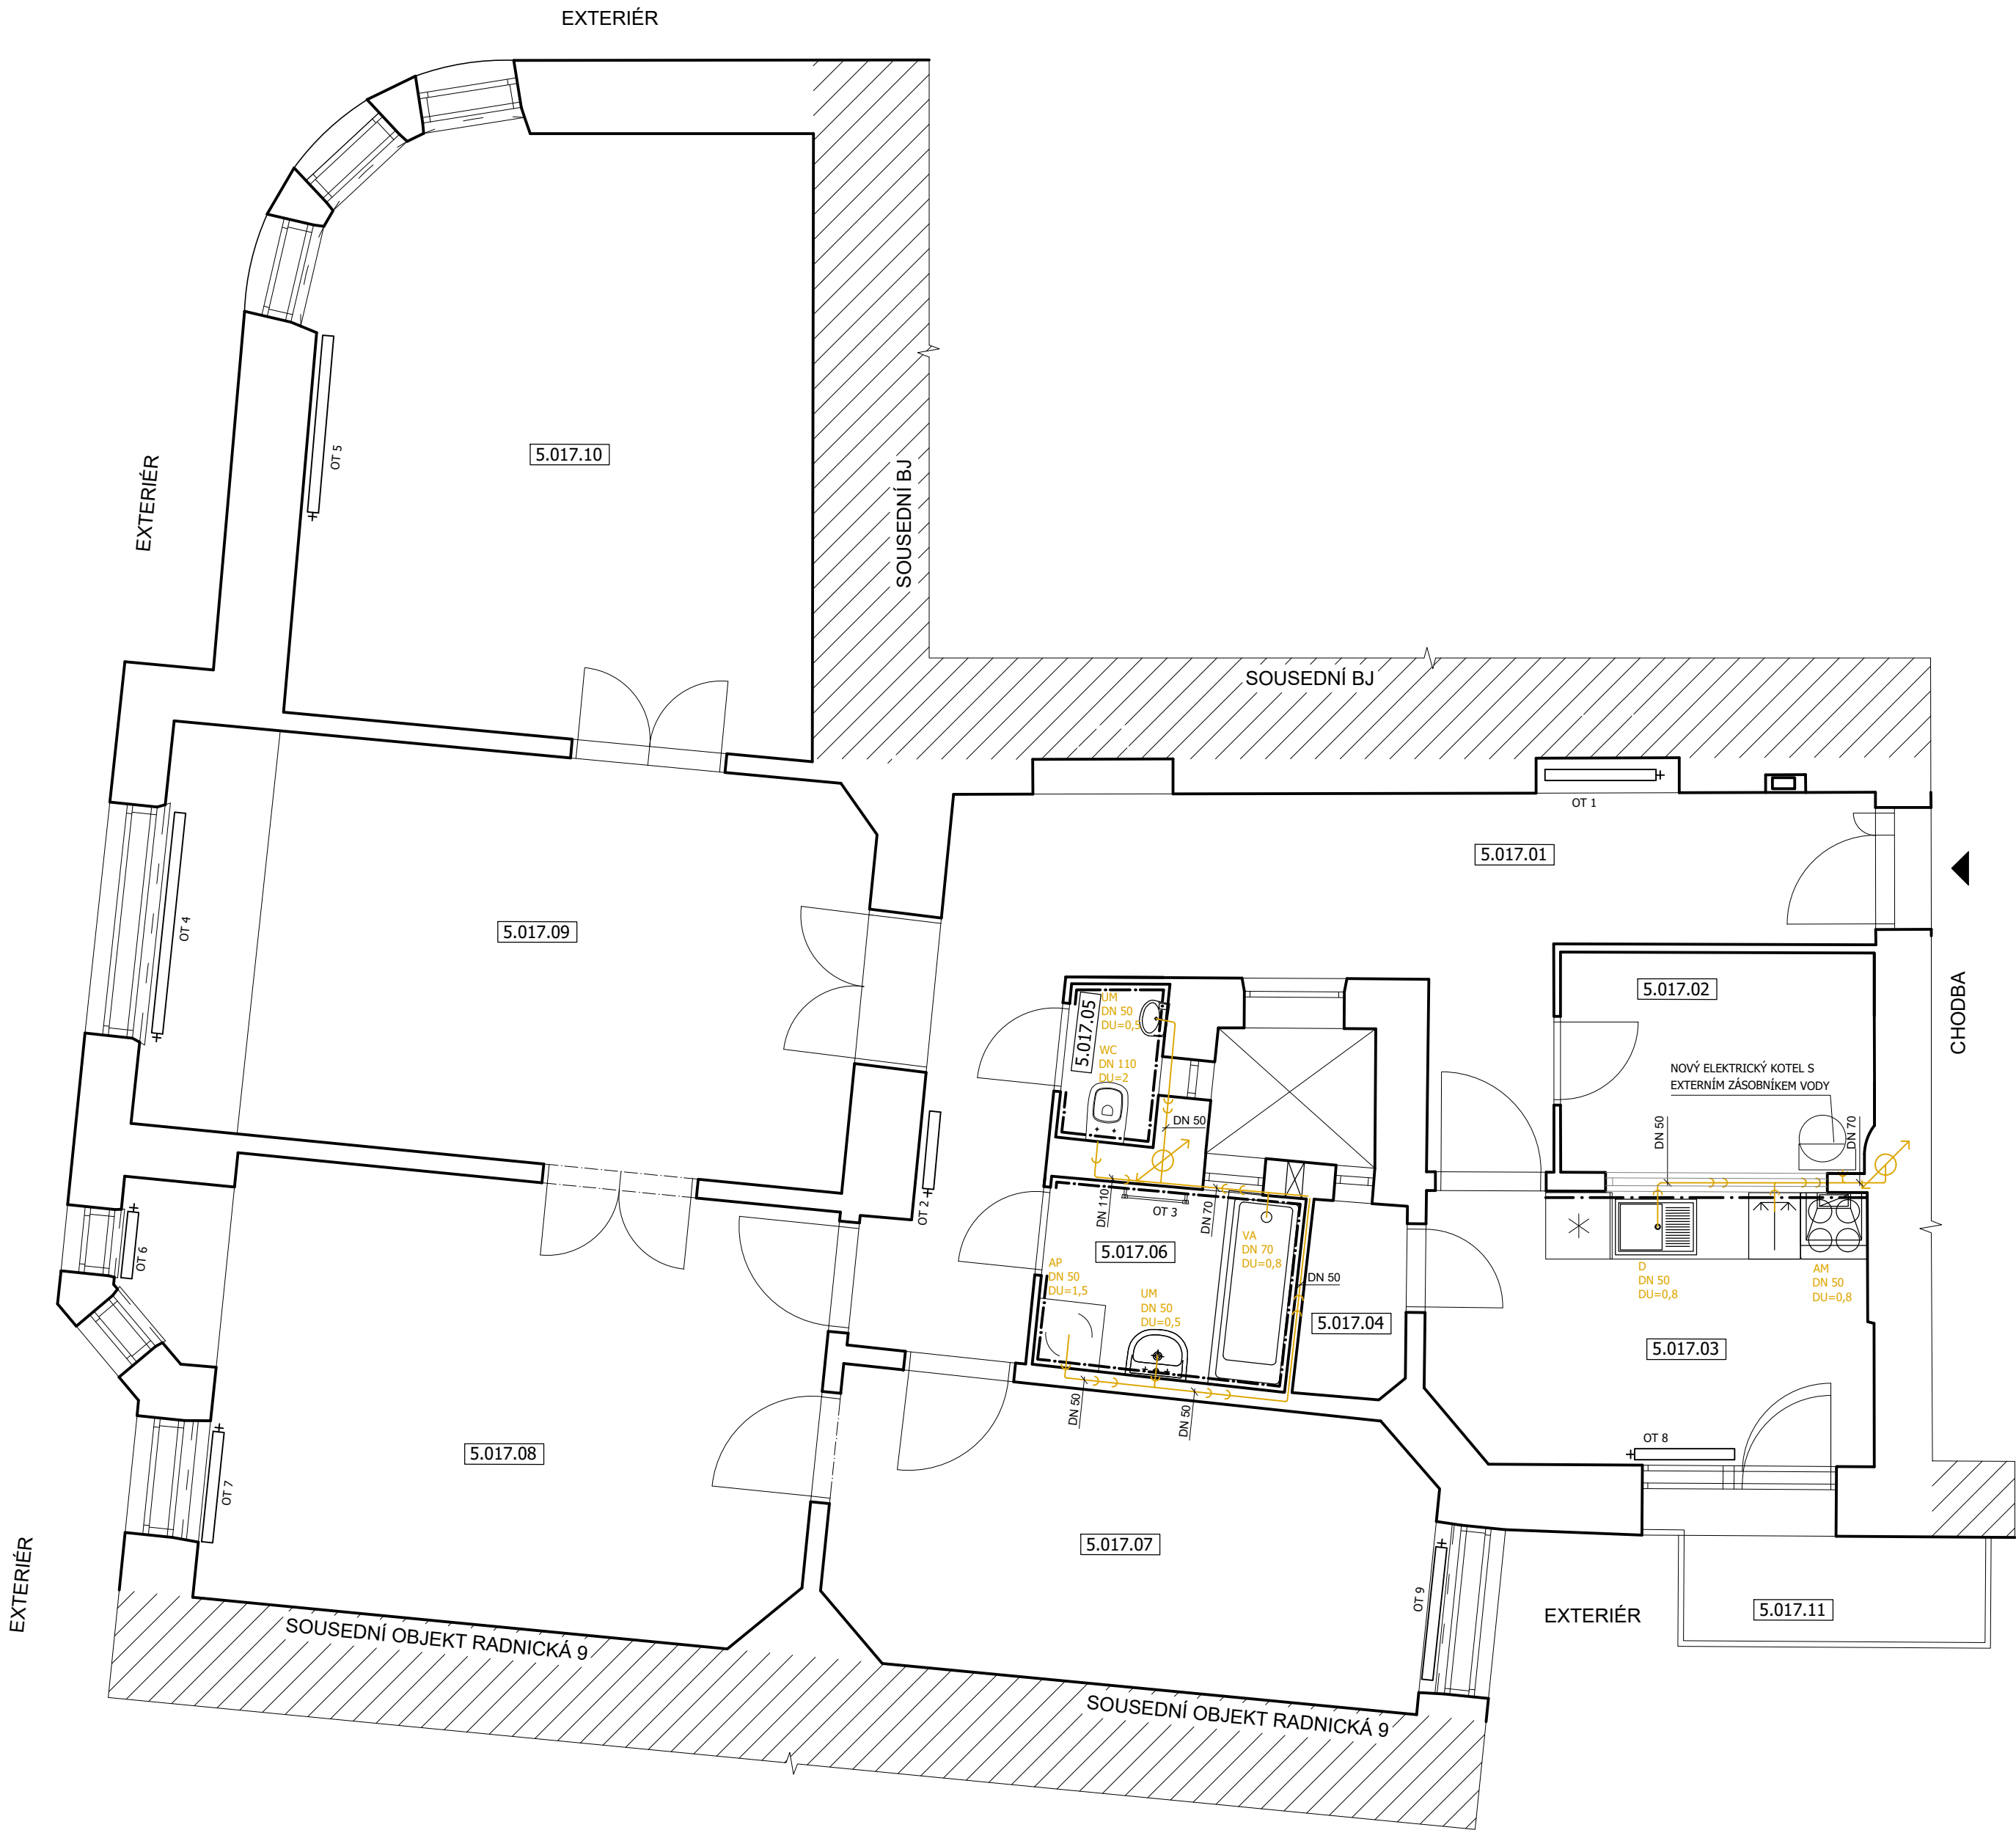 EXTERIÉR
EXTERIÉR
SOUSEDNÍ BJ
5.017.10
OT 5
SOUSEDNÍ BJ
OT 1
5.017.01
5.017.09
OT 4
CHODBA
5.017.02
NOVÝ ELEKTRICKÝ KOTEL S
EXTERNÍM ZÁSOBNÍKEM VODY
DN 50
DN 70
5.017.05
UM
DN 50
DU=0,5
WC
DN 110
DU=2
DN 50
OT 2
DN 110
OT 3
DN 70
5.017.06
VA
DN 70
DU=0,8
AP
DN 50
DU=1,5
UM
DN 50
DU=0,5
DN 50
5.017.04
D
DN 50
DU=0,8
AM
DN 50
DU=0,8
5.017.03
OT 6
DN 50
DN 50
5.017.08
OT 8
OT 7
5.017.07
OT 9
EXTERIÉR
5.017.11
EXTERIÉR
SOUSEDNÍ OBJEKT RADNICKÁ 9
SOUSEDNÍ OBJEKT RADNICKÁ 9